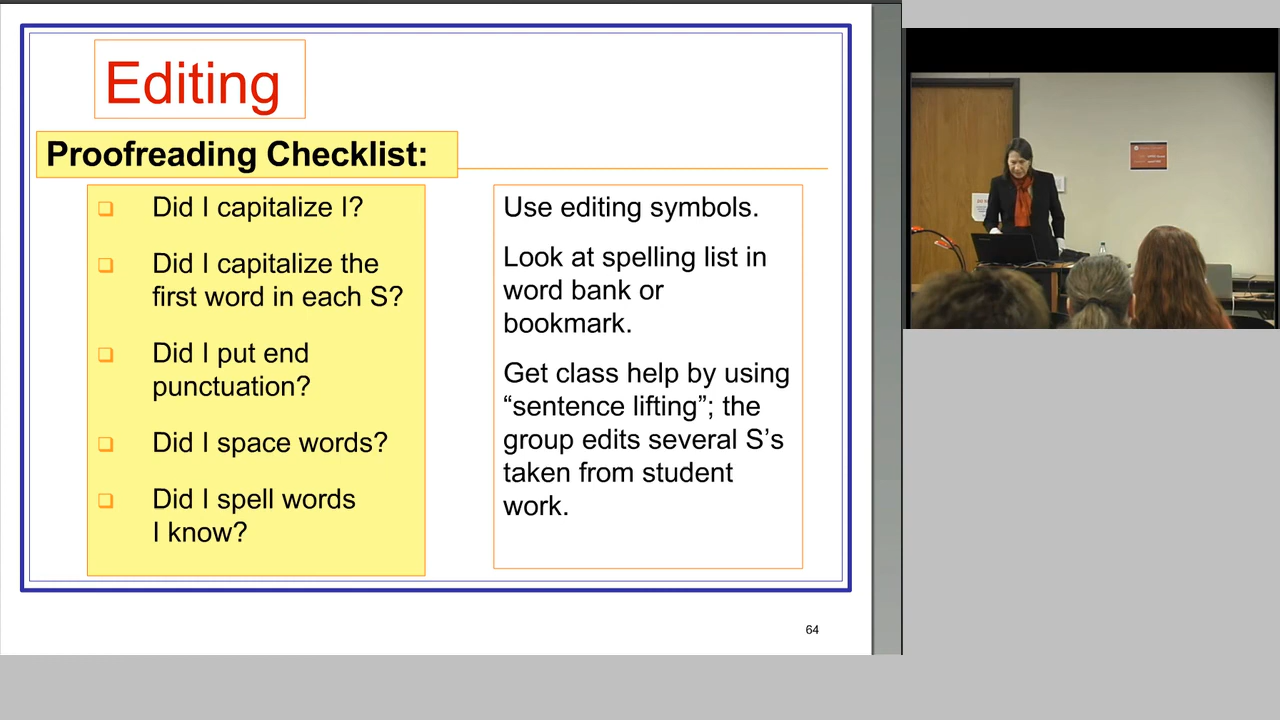 Editing
Proofreading Checklist:
Did I capitalize I?
Did I capitalize the
first word in each S?
Did I put end
punctuation?
Did I space words?
Did I spell words
I know?
Use editing symbols.
Look at spelling list in
word bank or
bookmark.
Get class help by using
“sentence lifting”; the
group edits several S’s
taken from student
work.
64